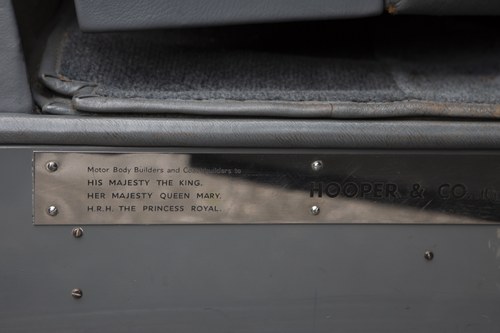 Motor Body Builders and Coachbuilders to
HIS MAJESTY THE KING.
HER MAJESTY QUEEN MARY.
H.R.H. THE PRINCESS ROYAL.
HOOPER & CO.